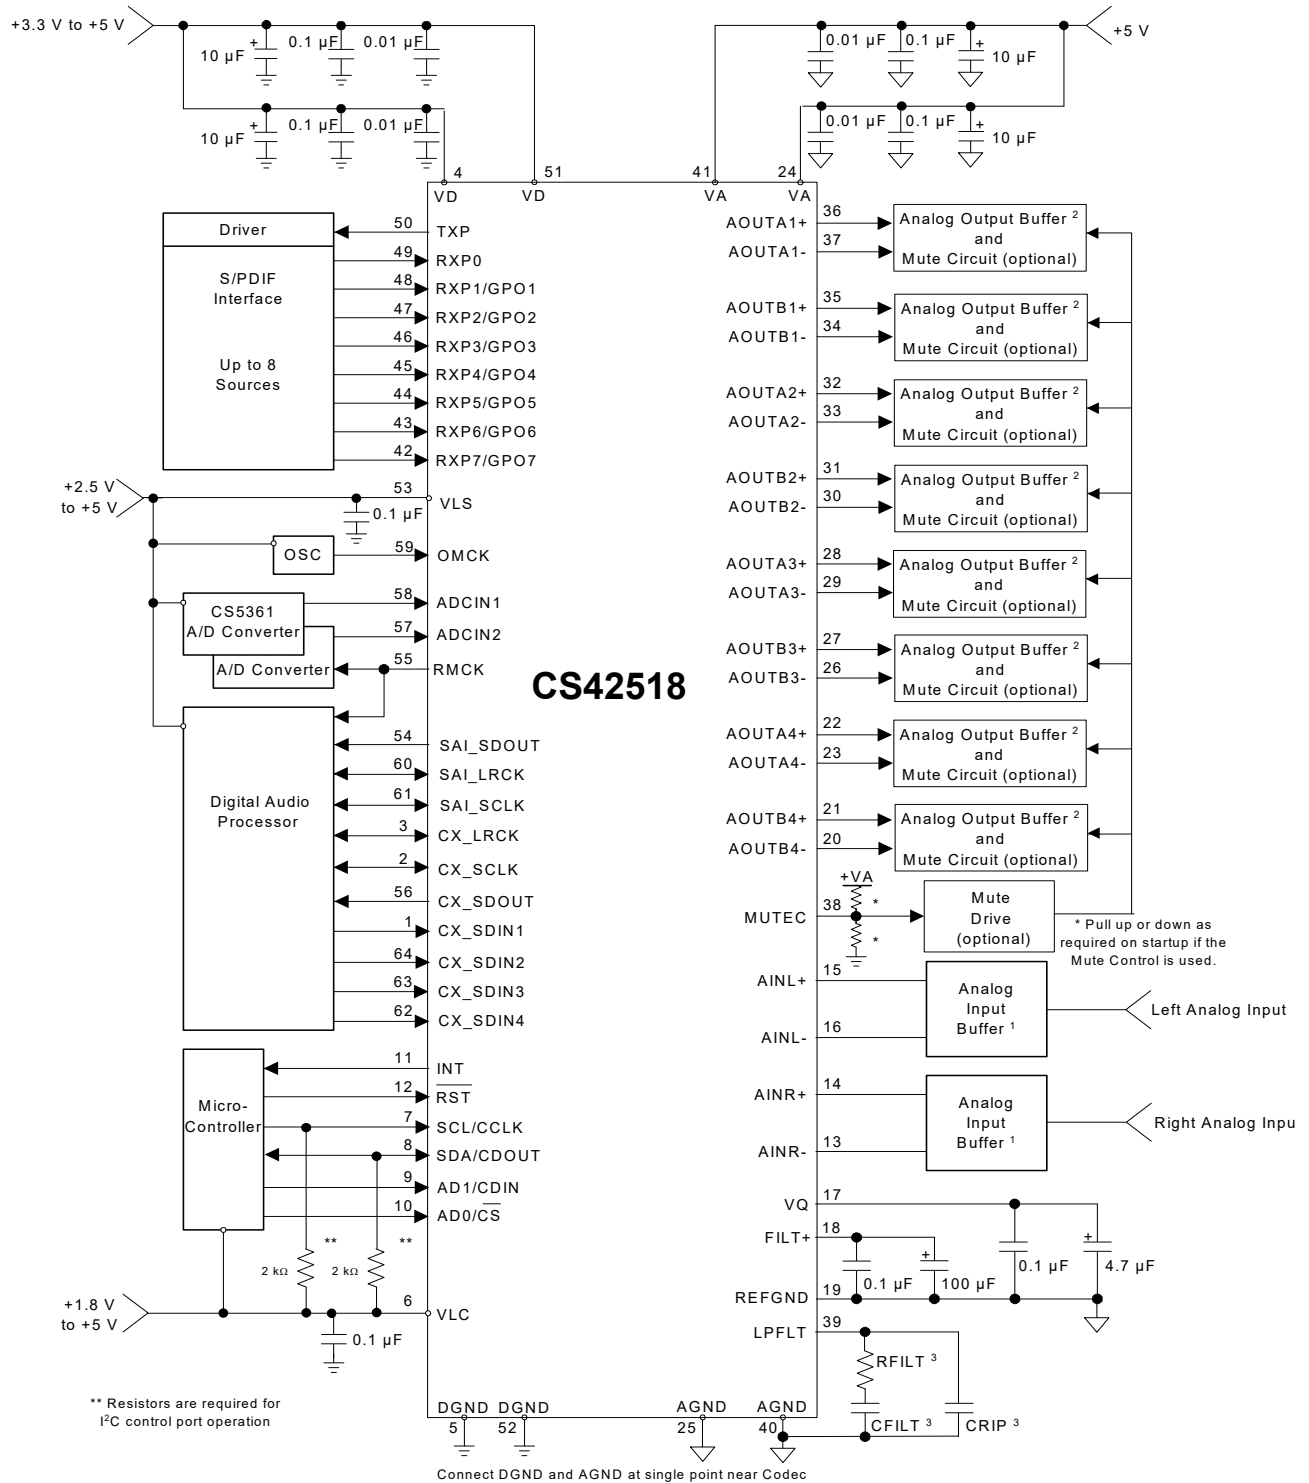 +3.3 V to +5 V
10 µF
+
0.1 µF
0.01 µF
10 µF
+
0.1 µF
0.01 µF
0.01 µF
0.1 µF
+
10 µF
+5 V
0.01 µF
0.1 µF
+
10 µF
4
51
41
24
VD
VD
VA
VA
Driver
S/PDIF
Interface
Up to 8
Sources
50
TXP
49
RXP0
48
RXP1/GPO1
47
RXP2/GPO2
46
RXP3/GPO3
45
RXP4/GPO4
44
RXP5/GPO5
43
RXP6/GPO6
42
RXP7/GPO7
+2.5 V
to +5 V
53
VLS
0.1 µF
OSC
59
OMCK
CS5361
A/D Converter
58
ADCIN1
57
ADCIN2
A/D Converter
55
RMCK
CS42518
Digital Audio
Processor
54
SAI_SDOUT
60
SAI_LRCK
61
SAI_SCLK
3
CX_LRCK
2
CX_SCLK
56
CX_SDOUT
1
CX_SDIN1
64
CX_SDIN2
63
CX_SDIN3
62
CX_SDIN4
Micro-
Controller
11
INT
12
RST
7
SCL/CCLK
8
SDA/CDOUT
9
AD1/CDIN
10
AD0/CS
**
**
2 kΩ
2 kΩ
+1.8 V
to +5 V
6
VLC
0.1 µF
** Resistors are required for
I²C control port operation
DGND
DGND
AGND
AGND
5
52
25
40
Connect DGND and AGND at single point near Codec
AOUTA1+
36
AOUTA1-
37
Analog Output Buffer ²
and
Mute Circuit (optional)
AOUTB1+
35
AOUTB1-
34
Analog Output Buffer ²
and
Mute Circuit (optional)
AOUTA2+
32
AOUTA2-
33
Analog Output Buffer ²
and
Mute Circuit (optional)
AOUTB2+
31
AOUTB2-
30
Analog Output Buffer ²
and
Mute Circuit (optional)
AOUTA3+
28
AOUTA3-
29
Analog Output Buffer ²
and
Mute Circuit (optional)
AOUTB3+
27
AOUTB3-
26
Analog Output Buffer ²
and
Mute Circuit (optional)
AOUTA4+
22
AOUTA4-
23
Analog Output Buffer ²
and
Mute Circuit (optional)
AOUTB4+
21
AOUTB4-
20
Analog Output Buffer ²
and
Mute Circuit (optional)
+VA
*
*
MUTEC
38
Mute
Drive
(optional)
* Pull up or down as
required on startup if the
Mute Control is used.
AINL+
15
AINL-
16
Analog
Input
Buffer ¹
Left Analog Input
AINR+
14
AINR-
13
Analog
Input
Buffer ¹
Right Analog Inpu
VQ
17
FILT+
18
0.1 µF
+
100 µF
0.1 µF
+
4.7 µF
REFGND
19
LPFLT
39
RFILT ³
CFILT ³
CRIP ³